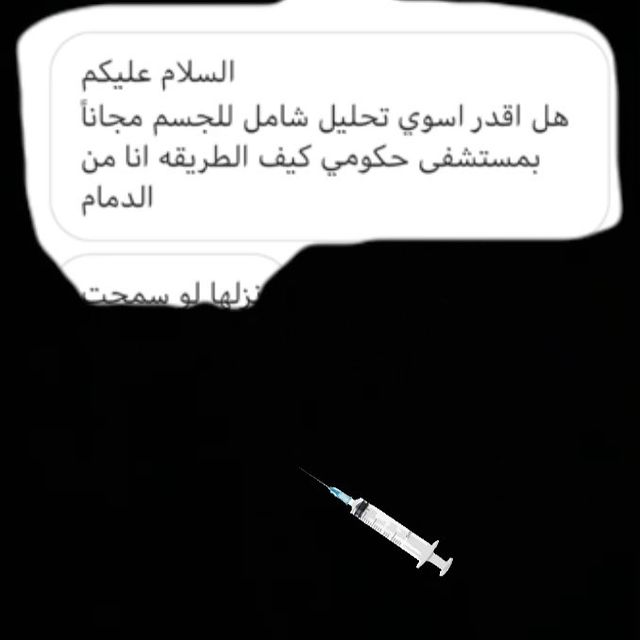 السلام عليكم
هل اقدر اسوي تحليل شامل للجسم مجاناً
بمستشفى حكومي كيف الطريقه انا من
الدمام
نزلها لو سمحت